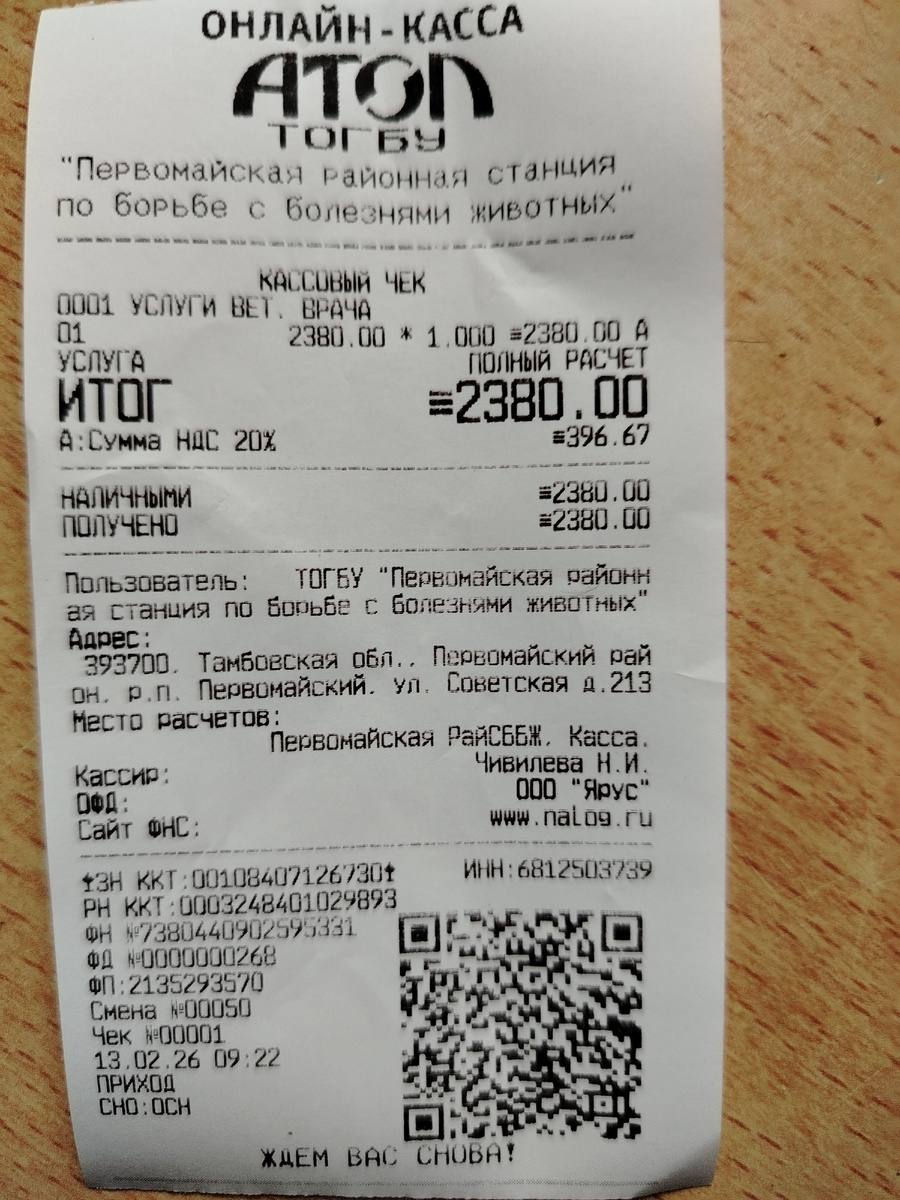 ОНЛАЙН-КАССА
АТОЛ
ТОГБУ
"Первомайская районная станция
по борьбе с болезнями животных"
КАССОВЫЙ ЧЕК
0001 УСЛУГИ ВЕТ. ВРАЧА
01 2380.00 * 1.000 ≡2380.00 А
УСЛУГА ПОЛНЫЙ РАСЧЕТ
ИТОГ ≡2380.00
А:Сумма НДС 20% ≡396.67
НАЛИЧНЫМИ ≡2380.00
ПОЛУЧЕНО ≡2380.00
Пользователь: ТОГБУ "Первомайская районн
ая станция по борьбе с болезнями животных"
Адрес:
393700, Тамбовская обл., Первомайский рай
он, р.п. Первомайский, ул. Советская д.213
Место расчетов:
Первомайская РайСББЖ. Касса.
Кассир: Чивилева Н.И.
ОФД: ООО "Ярус"
Сайт ФНС: www.nalog.ru
ЗН ККТ:00108407126730 ИНН:6812503739
РН ККТ:0003248401029893
ФН №7380440902595331
ФД №0000000268
ФП:2135293570
Смена №00050
Чек №00001
13.02.26 09:22
ПРИХОД
СНО:ОСН
ЖДЕМ ВАС СНОВА!